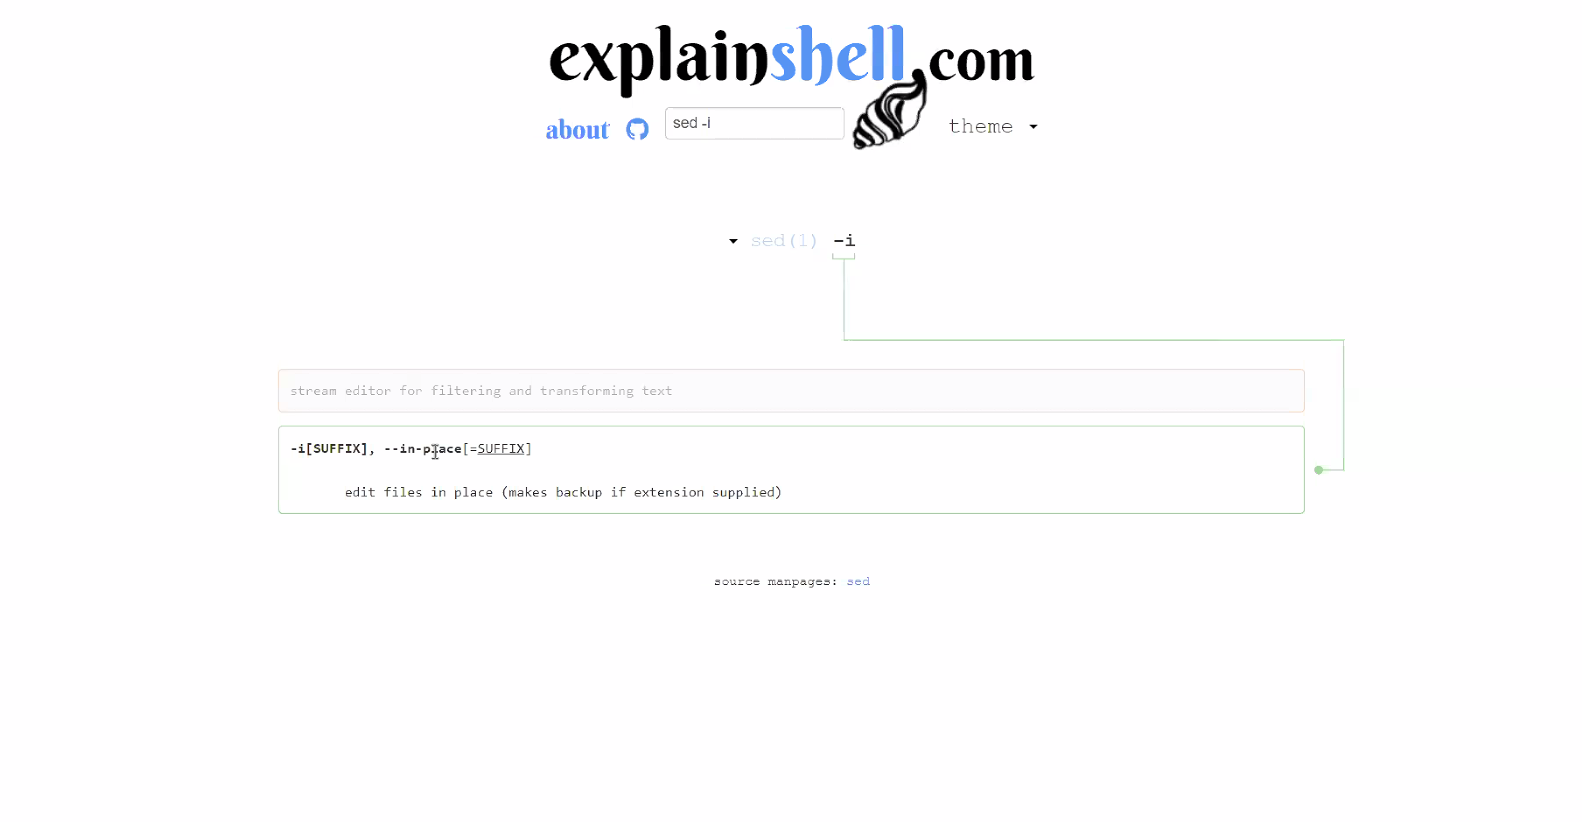 explainshell.com
about
sed -i
theme
sed(1) -i
stream editor for filtering and transforming text
-i[SUFFIX], --in-place[=SUFFIX]
edit files in place (makes backup if extension supplied)
source manpages: sed